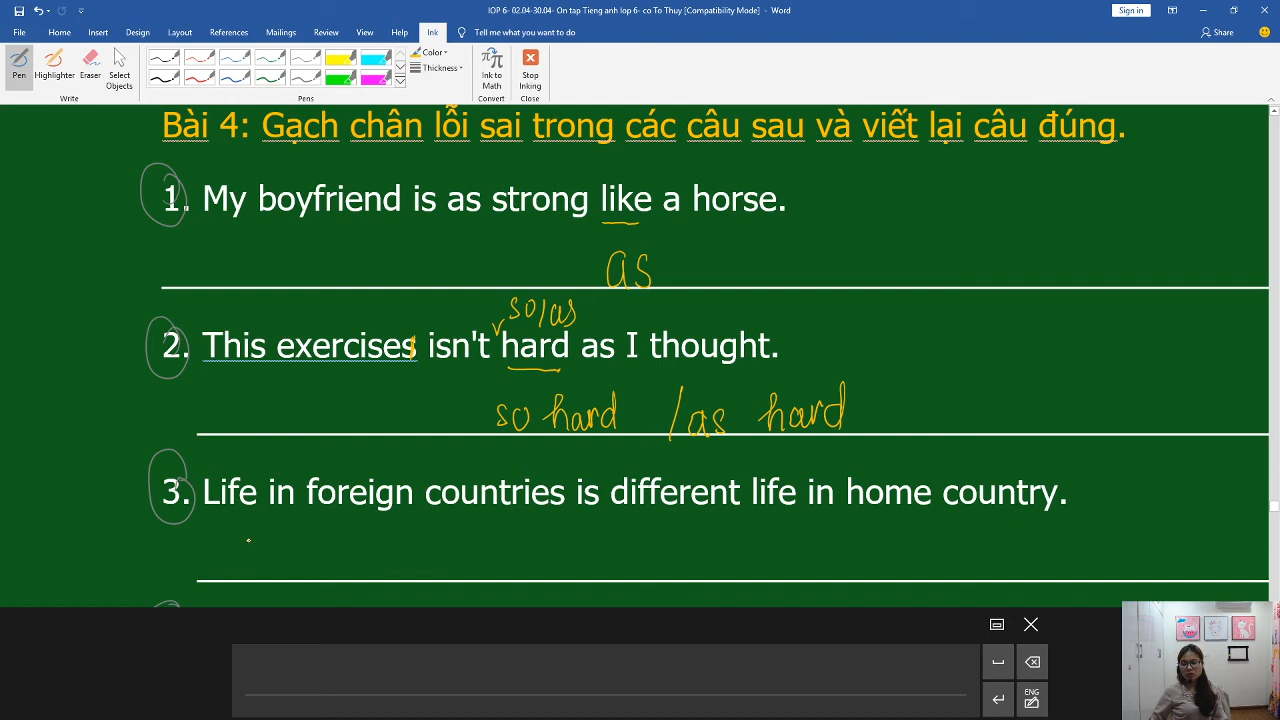 lOP 6- 02.04-30.04- On tap Tieng anh lop 6- co To Thuy [Compatibility Mode] - Word
Sign in
File Home Insert Design Layout References Mailings Review View Ink Tell me what you want to do Share
Pen Highlighter Eraser Select Objects
Color
Thickness
Ink to Math
Stop Inking
Write Pens Convert Close
Bài 4: Gạch chân lỗi sai trong các câu sau và viết lại câu đúng.
1. My boyfriend is as strong like a horse.
as
so/as
2. This exercises isn't hard as I thought.
so hard / as hard
3. Life in foreign countries is different life in home country.
ENG